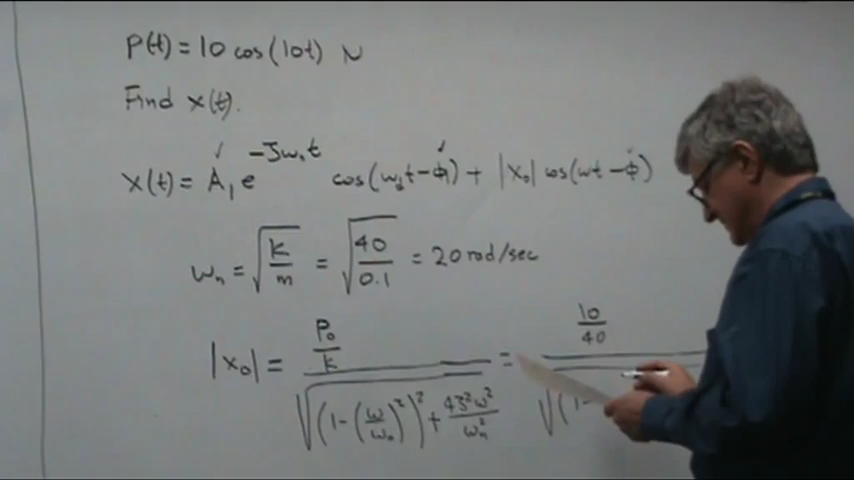 P(t) = 10 cos(10t) N
Find x(t).
x(t) = A₁ e^(-ζωₙt) cos(ω_d t - ϕ₁) + |x₀| cos(ωt - ϕ)
ωₙ = √(k/m) = √(40/0.1) = 20 rad/sec
|x₀| = (P₀/k) / √((1-(ω/ωₙ)²)² + 4ζ²ω²/ωₙ²) = (10/40) / √((1-